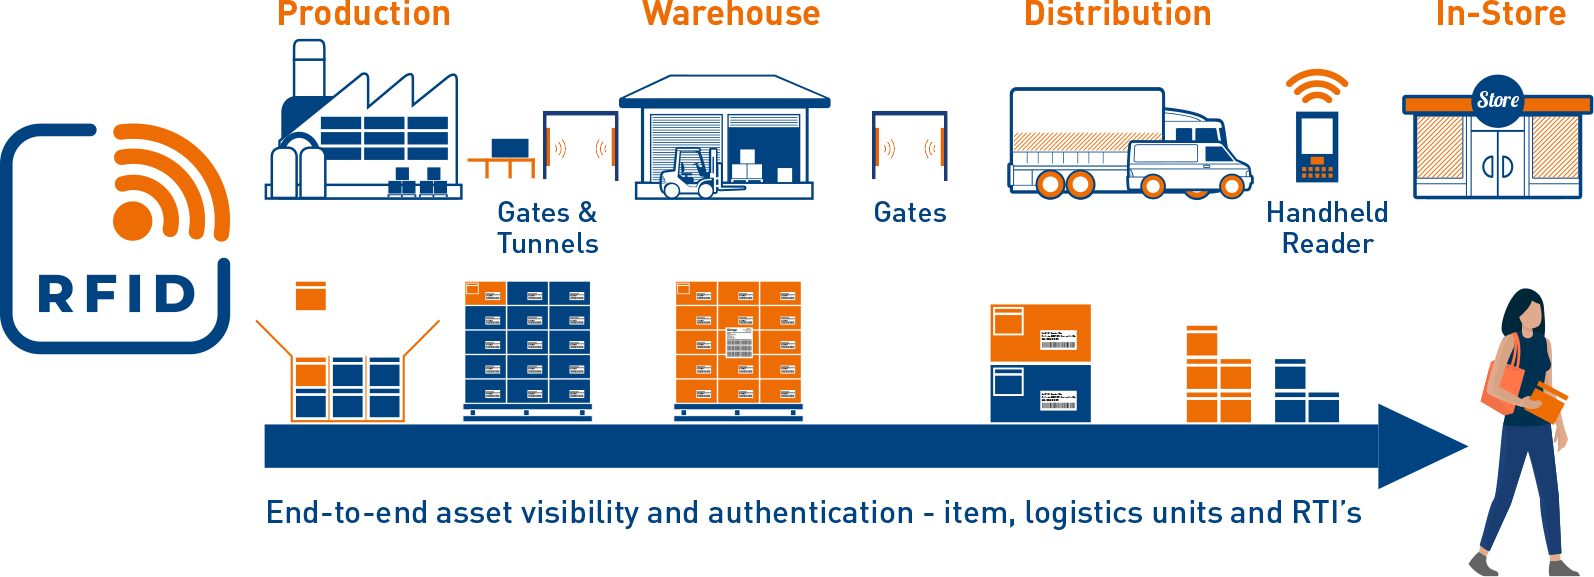 Production
Warehouse
Distribution
In-Store
Store
Gates &
Tunnels
Gates
Handheld
Reader
RFID
End-to-end asset visibility and authentication - item, logistics units and RTI's